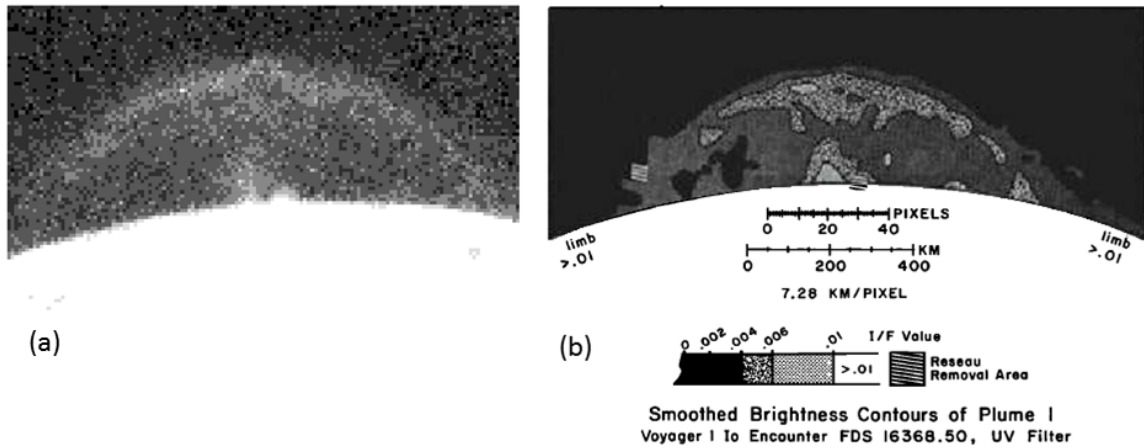 limb
>.01
limb
>.01
PIXELS
0 20 40
KM
0 200 400
7.28 KM/PIXEL
(a)
(b)
0 .002 .004 .006 .01 I/F Value
>.01
Reseau
Removal Area
Smoothed Brightness Contours of Plume I
Voyager I Io Encounter FDS 16368.50, UV Filter